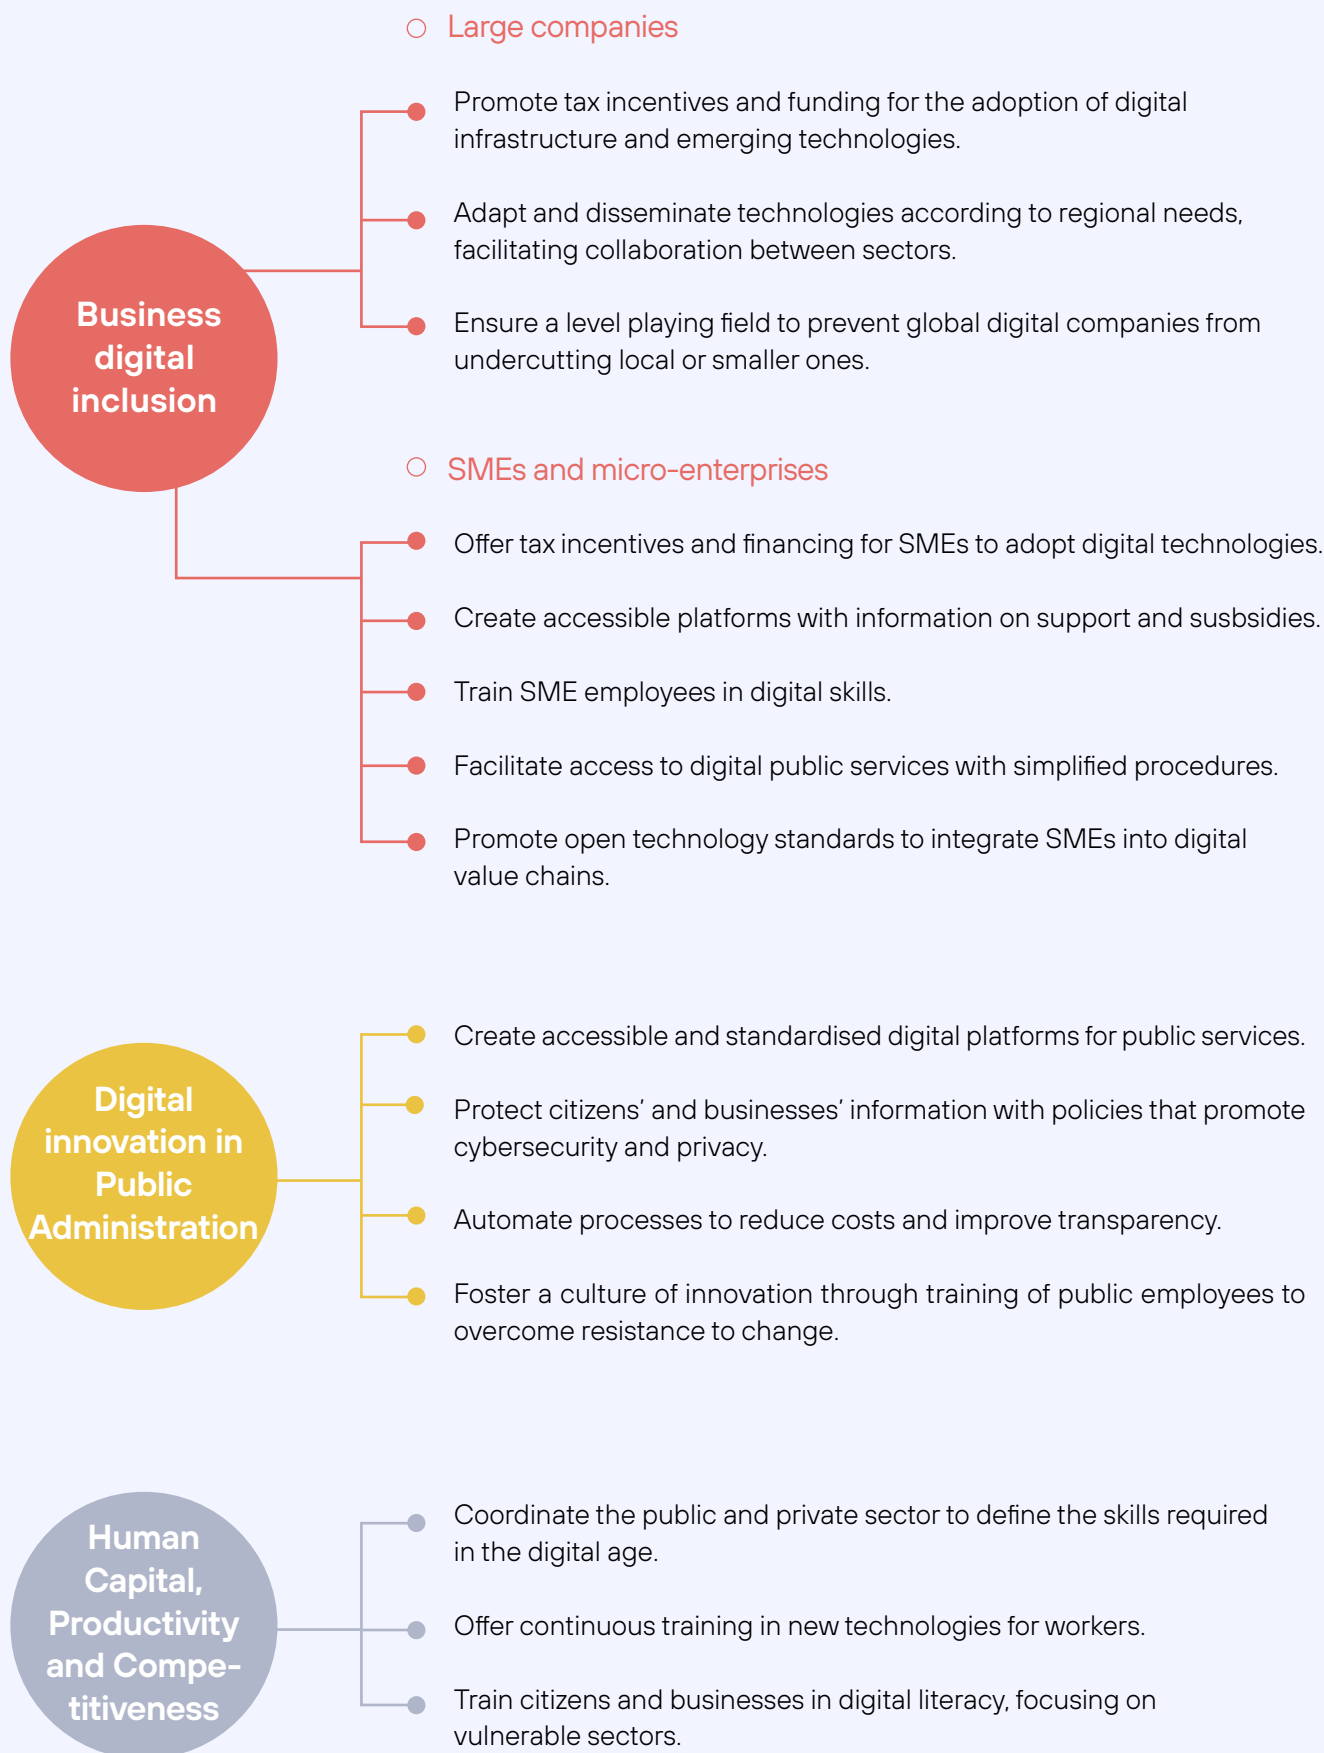 Large companies
Promote tax incentives and funding for the adoption of digital
infrastructure and emerging technologies.
Adapt and disseminate technologies according to regional needs,
facilitating collaboration between sectors.
Ensure a level playing field to prevent global digital companies from
undercutting local or smaller ones.
Business
digital
inclusion
SMEs and micro-enterprises
Offer tax incentives and financing for SMEs to adopt digital technologies.
Create accessible platforms with information on support and susbsidies.
Train SME employees in digital skills.
Facilitate access to digital public services with simplified procedures.
Promote open technology standards to integrate SMEs into digital
value chains.
Digital
innovation in
Public
Administration
Create accessible and standardised digital platforms for public services.
Protect citizens’ and businesses’ information with policies that promote
cybersecurity and privacy.
Automate processes to reduce costs and improve transparency.
Foster a culture of innovation through training of public employees to
overcome resistance to change.
Human
Capital,
Productivity
and Compe-
titiveness
Coordinate the public and private sector to define the skills required
in the digital age.
Offer continuous training in new technologies for workers.
Train citizens and businesses in digital literacy, focusing on
vulnerable sectors.